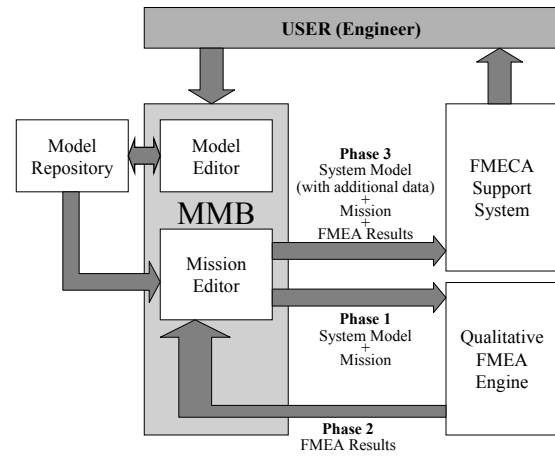 USER (Engineer)
Model
Repository
Model
Editor
MMB
Mission
Editor
Phase 3
System Model
(with additional data)
+
Mission
+
FMEA Results
FMECA
Support
System
Phase 1
System Model
+
Mission
Qualitative
FMEA
Engine
Phase 2
FMEA Results